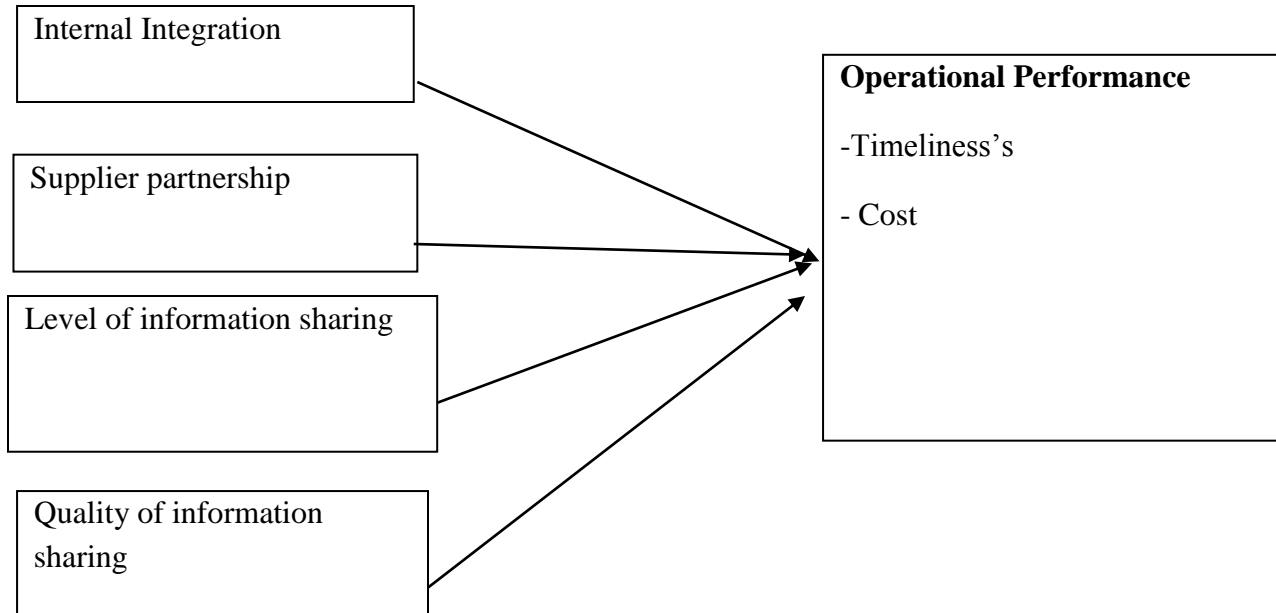 Internal Integration
Supplier partnership
Level of information sharing
Quality of information
sharing
Operational Performance
-Timeliness’s
- Cost